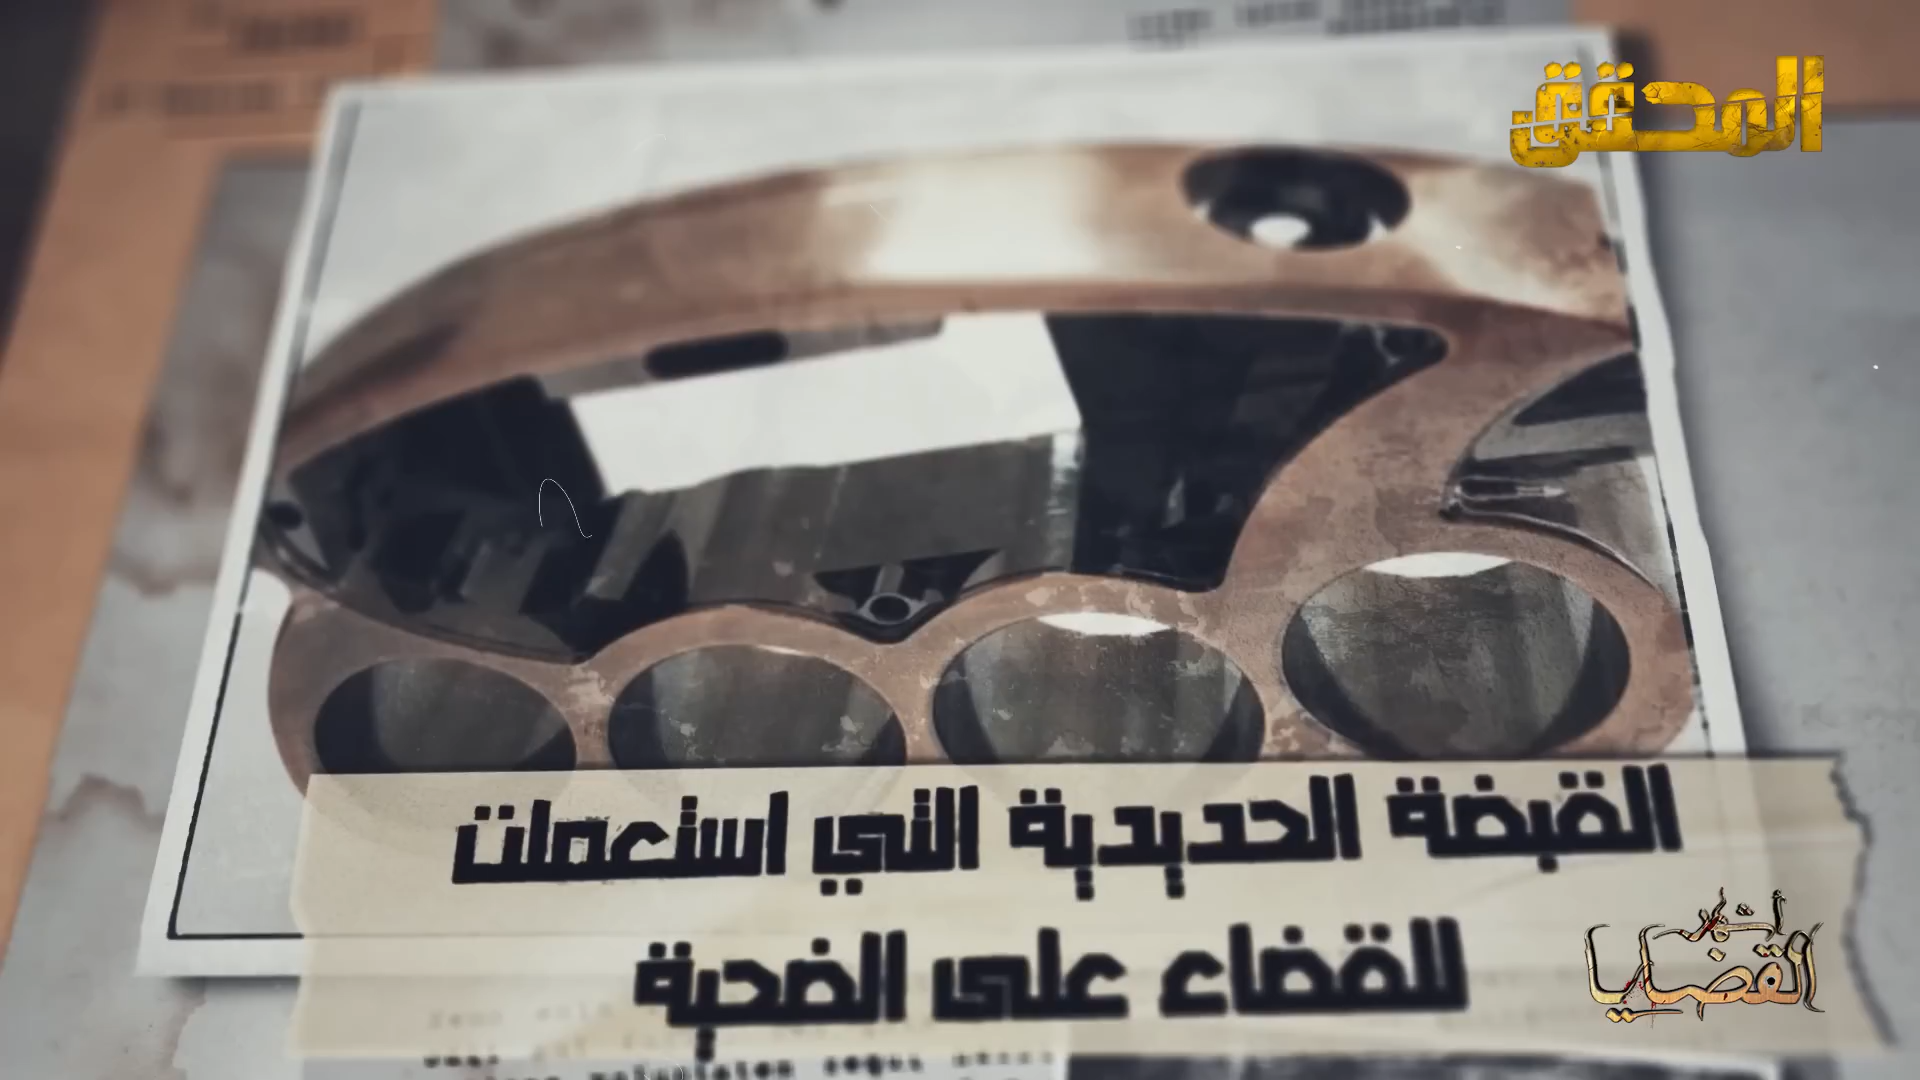 المحقق
القبضة الحديدية التي استعملت
للقضاء على الضحية
أشهر
القضايا